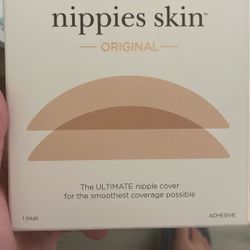 nippies skin™
ORIGINAL
The ULTIMATE nipple cover
for the smoothest coverage possible
1 PAIR
ADHESIVE